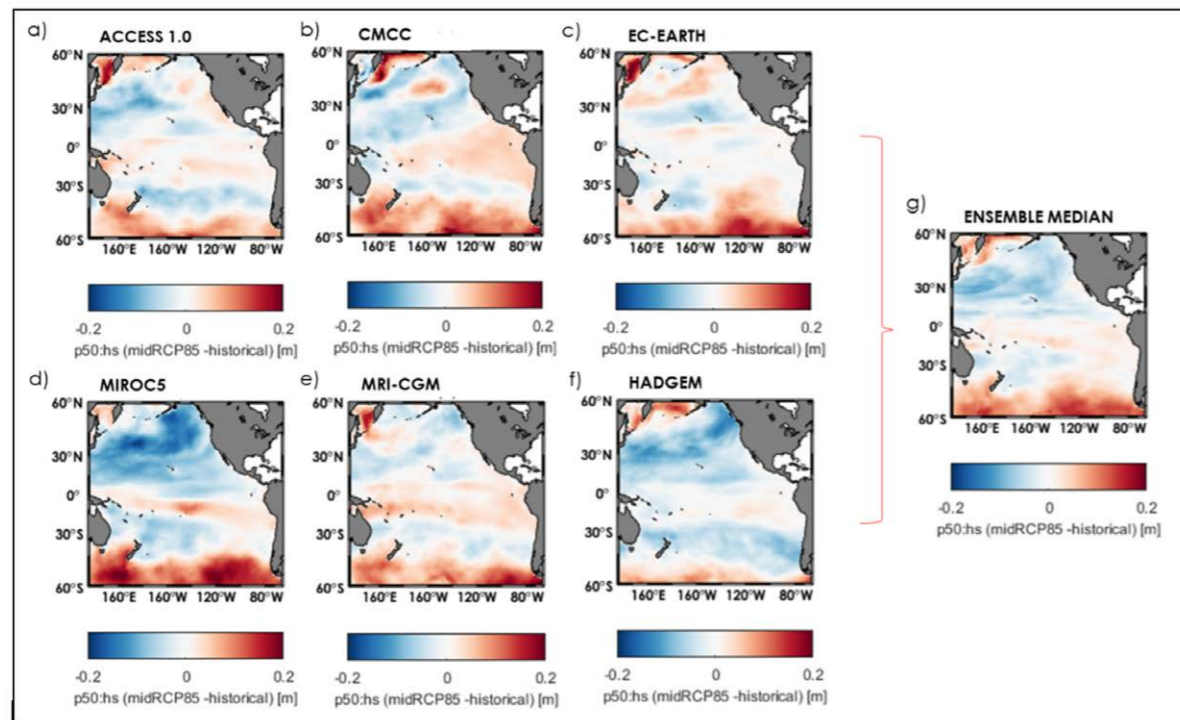 a)
ACCESS 1.0
60°N
30°N
0°
30°S
60°S
160°E 160°W 120°W 80°W
-0.2 0 0.2
p50:hs (midRCP85 -historical) [m]
b)
CMCC
60°N
30°N
0°
30°S
60°S
160°E 160°W 120°W 80°W
-0.2 0 0.2
p50:hs (midRCP85 -historical) [m]
c)
EC-EARTH
60°N
30°N
0°
30°S
60°S
160°E 160°W 120°W 80°W
-0.2 0 0.2
p50:hs (midRCP85 -historical) [m]
d)
MIROC5
60°N
30°N
0°
30°S
60°S
160°E 160°W 120°W 80°W
-0.2 0 0.2
p50:hs (midRCP85 -historical) [m]
e)
MRI-CGM
60°N
30°N
0°
30°S
60°S
160°E 160°W 120°W 80°W
-0.2 0 0.2
p50:hs (midRCP85 -historical) [m]
f)
HADGEM
60°N
30°N
0°
30°S
60°S
160°E 160°W 120°W 80°W
-0.2 0 0.2
p50:hs (midRCP85 -historical) [m]
g)
ENSEMBLE MEDIAN
60°N
30°N
0°
30°S
60°S
160°E 160°W 120°W 80°W
-0.2 0 0.2
p50:hs (midRCP85 -historical) [m]